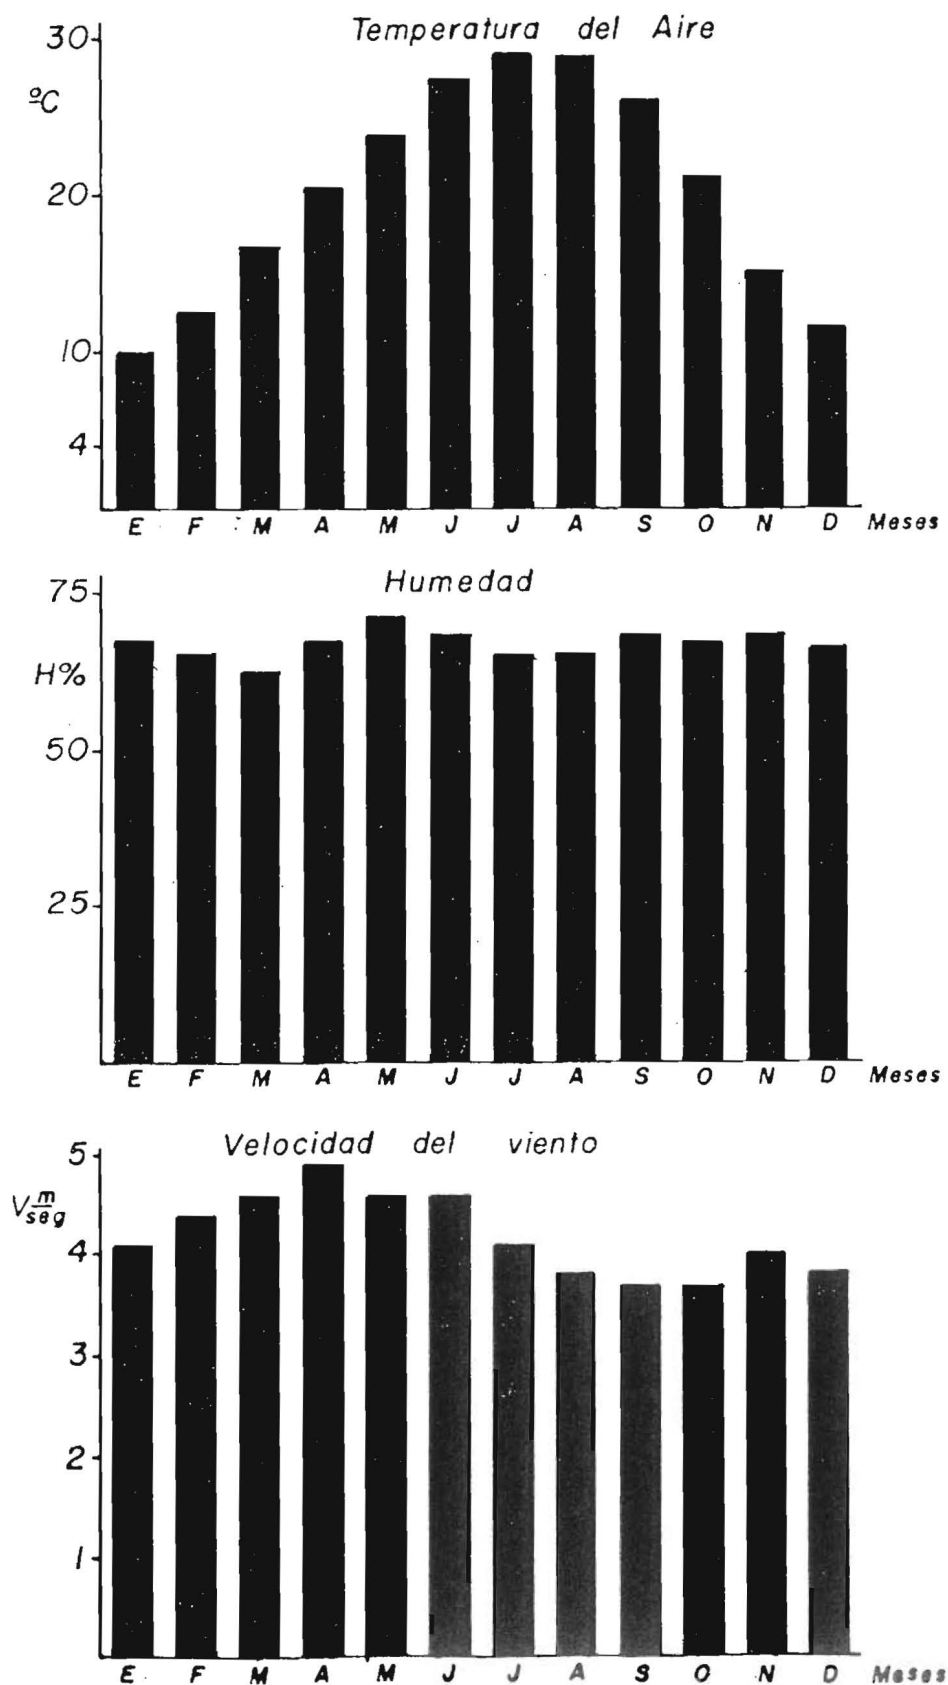 Temperatura del Aire
30
ºC
20
10
4
E F M A M J J A S O N D Meses
Humedad
75
H%
50
25
E F M A M J J A S O N D Meses
Velocidad del viento
5
V m/seg
4
3
2
1
E F M A M J J A S O N D Meses